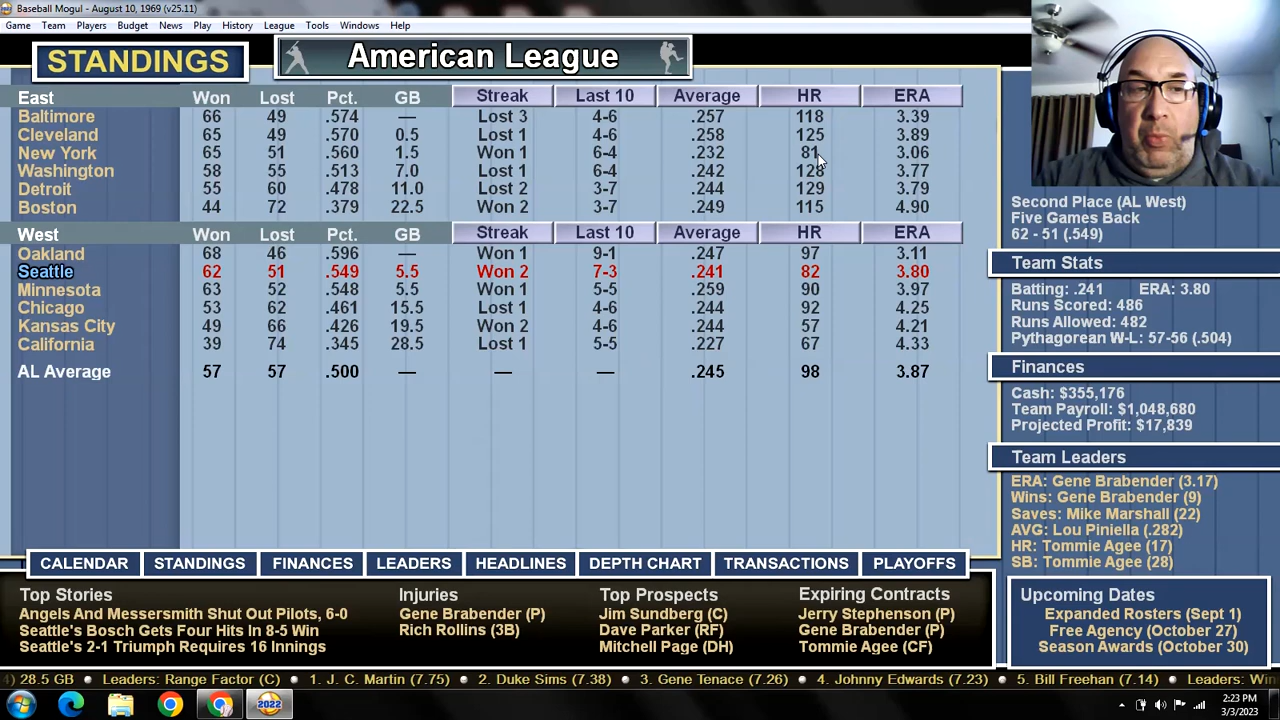 Baseball Mogul - August 10, 1969 (v25.11)
Game Team Players Budget News Play History League Tools Windows Help
STANDINGS
American League
East Won Lost Pct. GB Streak Last 10 Average HR ERA
Baltimore 66 49 .574 — Lost 3 4-6 .257 118 3.39
Cleveland 65 49 .570 0.5 Lost 1 4-6 .258 125 3.89
New York 65 51 .560 1.5 Won 1 6-4 .232 81 3.06
Washington 58 55 .513 7.0 Lost 1 6-4 .242 128 3.77
Detroit 55 60 .478 11.0 Lost 2 3-7 .244 129 3.79
Boston 44 72 .379 22.5 Won 2 3-7 .249 115 4.90
West Won Lost Pct. GB Streak Last 10 Average HR ERA
Oakland 68 46 .596 — Won 1 9-1 .247 97 3.11
Seattle 62 51 .549 5.5 Won 2 7-3 .241 82 3.80
Minnesota 63 52 .548 5.5 Won 1 5-5 .259 90 3.97
Chicago 53 62 .461 15.5 Lost 1 4-6 .244 92 4.25
Kansas City 49 66 .426 19.5 Won 2 4-6 .244 57 4.21
California 39 74 .345 28.5 Lost 1 5-5 .227 67 4.33
AL Average 57 57 .500 — — — .245 98 3.87
Second Place (AL West)
Five Games Back
62 - 51 (.549)
Team Stats
Batting: .241 ERA: 3.80
Runs Scored: 486
Runs Allowed: 482
Pythagorean W-L: 57-56 (.504)
Finances
Cash: $355,176
Team Payroll: $1,048,680
Projected Profit: $17,839
Team Leaders
ERA: Gene Brabender (3.17)
Wins: Gene Brabender (9)
Saves: Mike Marshall (22)
AVG: Lou Piniella (.282)
HR: Tommie Agee (17)
SB: Tommie Agee (28)
CALENDAR STANDINGS FINANCES LEADERS HEADLINES DEPTH CHART TRANSACTIONS PLAYOFFS
Top Stories
Angels And Messersmith Shut Out Pilots, 6-0
Seattle's Bosch Gets Four Hits In 8-5 Win
Seattle's 2-1 Triumph Requires 16 Innings
Injuries
Gene Brabender (P)
Rich Rollins (3B)
Top Prospects
Jim Sundberg (C)
Dave Parker (RF)
Mitchell Page (DH)
Expiring Contracts
Jerry Stephenson (P)
Gene Brabender (P)
Tommie Agee (CF)
Upcoming Dates
Expanded Rosters (Sept 1)
Free Agency (October 27)
Season Awards (October 30)
4) 28.5 GB • Leaders: Range Factor (C) • 1. J. C. Martin (7.75) • 2. Duke Sims (7.38) • 3. Gene Tenace (7.26) • 4. Johnny Edwards (7.23) • 5. Bill Freehan (7.14) • Leaders: Win
2022
2:23 PM
3/3/2023